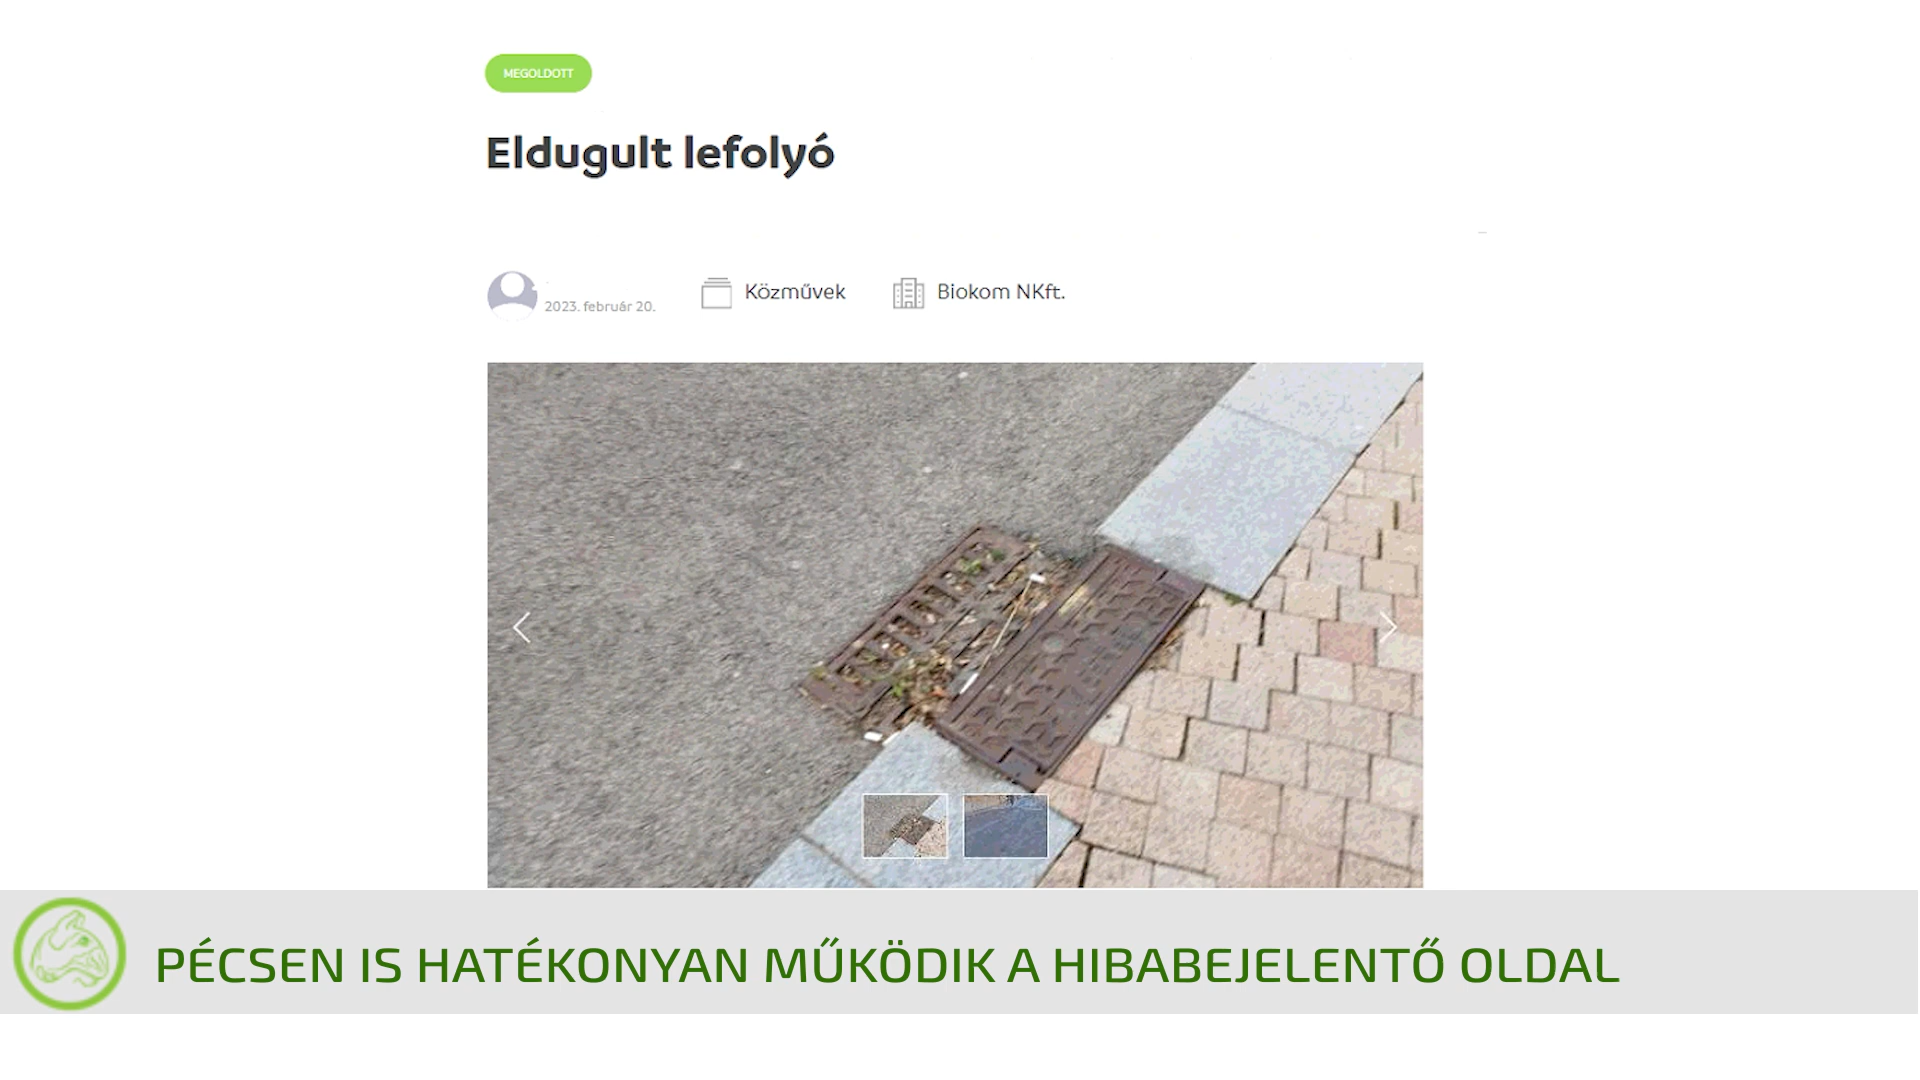 MEGOLDOTT
Eldugult lefolyó
2023. február 20.
Közművek
Biokom NKft.
PÉCSEN IS HATÉKONYAN MŰKÖDIK A HIBABEJELENTŐ OLDAL